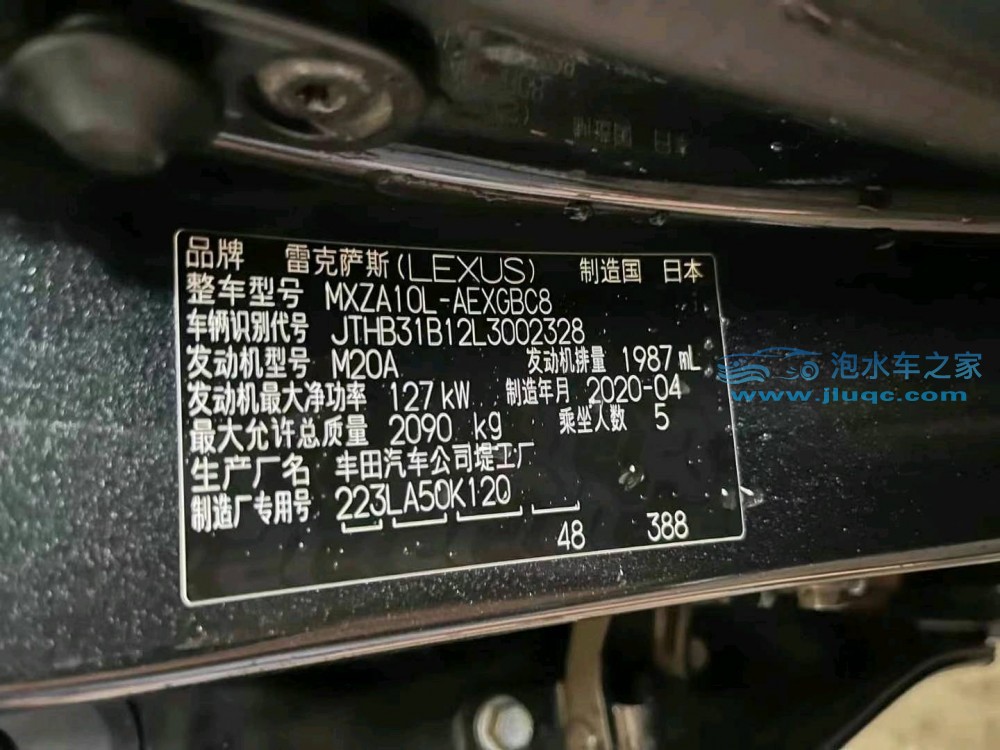 品牌 雷克萨斯(LEXUS) 制造国 日本
整车型号 MXZA10L-AEXGBC8
车辆识别代号 JTHB31B12L3002328
发动机型号 M20A 发动机排量 1987 mL
发动机最大净功率 127 kW 制造年月 2020-04
最大允许总质量 2090 kg 乘坐人数 5
生产厂名 丰田汽车公司堤工厂
制造厂专用号 223LA50K120
48 388
泡水车之家
www.jluqc.com